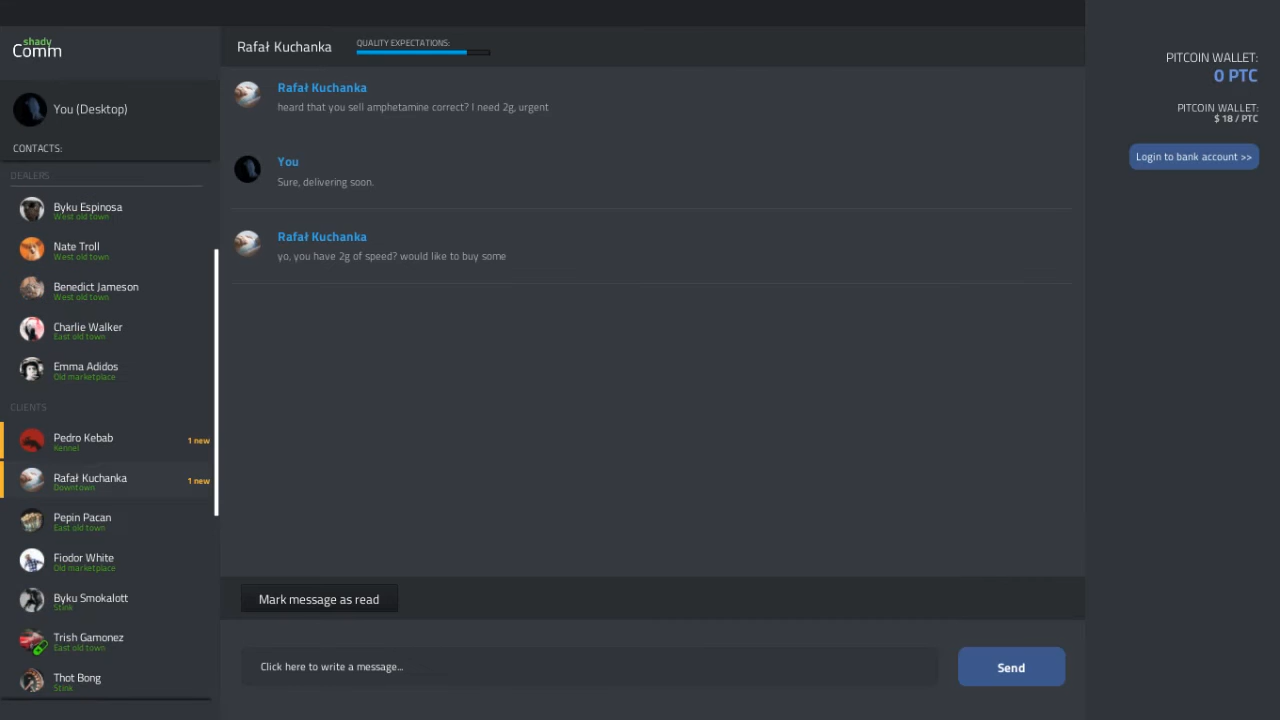 shady
Comm
You (Desktop)
CONTACTS:
DEALERS
Byku Espinosa
West old town
Nate Troll
West old town
Benedict Jameson
West old town
Charlie Walker
East old town
Emma Adidos
Old marketplace
CLIENTS
Pedro Kebab
Kennel
1 new
Rafał Kuchanka
Downtown
1 new
Pepin Pacan
East old town
Fiodor White
Old marketplace
Byku Smokalott
Stink
Trish Gamonez
East old town
Thot Bong
Stink
Rafał Kuchanka
QUALITY EXPECTATIONS:
Rafał Kuchanka
heard that you sell amphetamine correct? I need 2g, urgent
You
Sure, delivering soon.
Rafał Kuchanka
yo, you have 2g of speed? would like to buy some
Mark message as read
Click here to write a message...
Send
PITCOIN WALLET:
0 PTC
PITCOIN WALLET:
$ 18 / PTC
Login to bank account >>